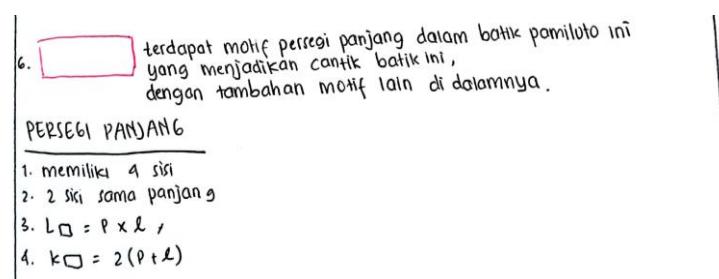 6. terdapat motif persegi panjang dalam batik pamiluto ini
yang menjadikan cantik batik ini,
dengan tambahan motif lain di dalamnya.
PERSEGI PANJANG
1. memiliki 4 sisi
2. 2 sisi sama panjang
3. L▭ = P x l,
4. K▭ = 2(P+l)